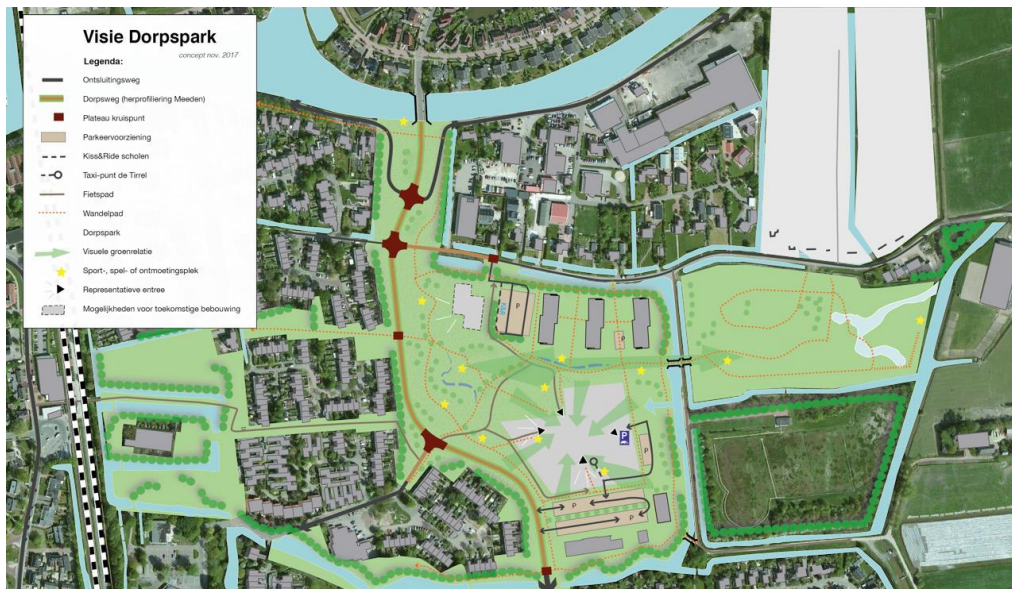 Visie Dorpspark
concept nov. 2017
Legenda:
Ontsluitingsweg
Dorpsweg (herprofiliering Meeden)
Plateau kruispunt
Parkeervoorziening
Kiss&Ride scholen
Taxi-punt de Tirrel
Fietspad
Wandelpad
Dorpspark
Visuele groenrelatie
Sport-, spel- of ontmoetingsplek
Representatieve entree
Mogelijkheden voor toekomstige bebouwing
P
P
P
P
P
P